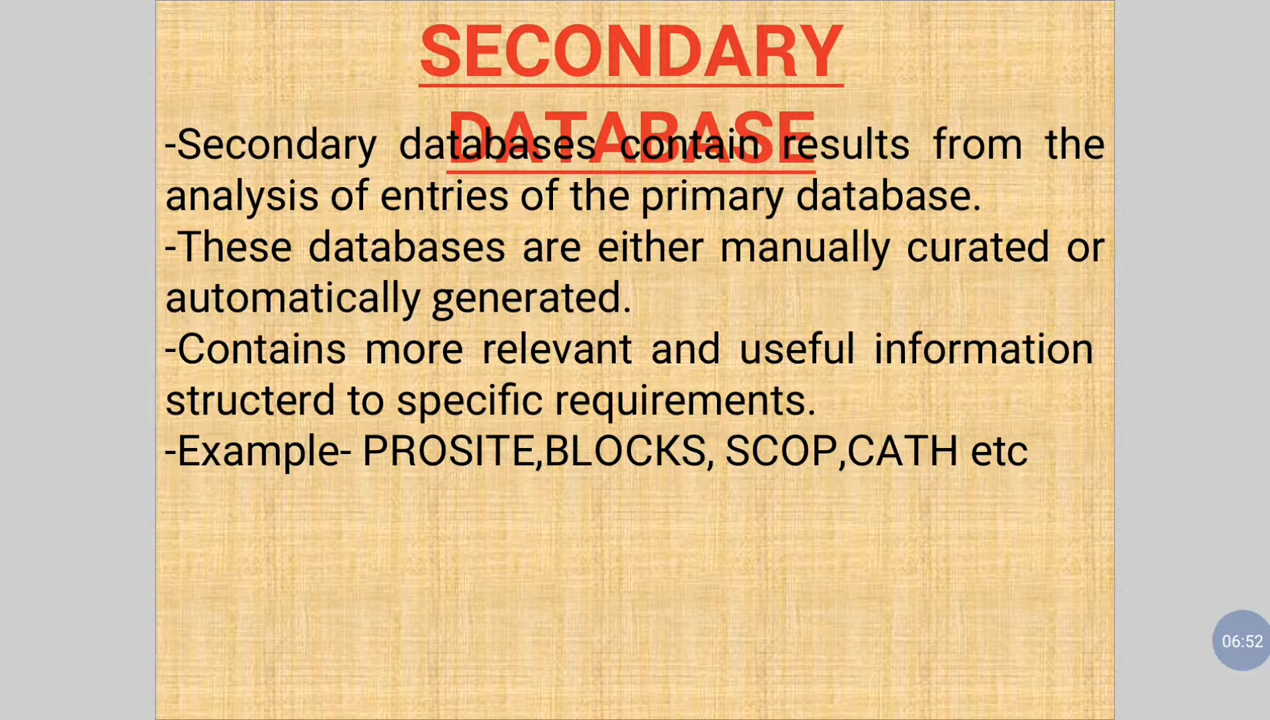 SECONDARY
DATABASE
-Secondary databases contain results from the
analysis of entries of the primary database.
-These databases are either manually curated or
automatically generated.
-Contains more relevant and useful information
structerd to specific requirements.
-Example- PROSITE,BLOCKS, SCOP,CATH etc
06:52